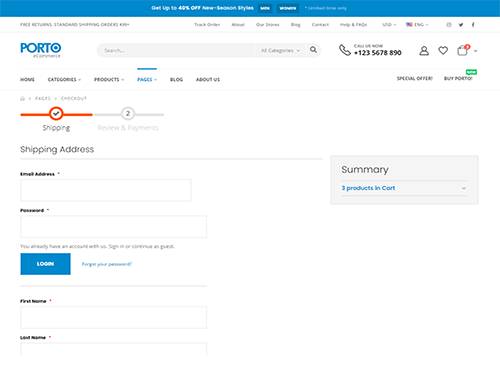 Get Up to 40% OFF New-Season Styles MEN WOMEN * Limited time only.
FREE RETURNS. STANDARD SHIPPING ORDERS $99+ Track Order About Our Stores Blog Contact Help & FAQs USD ENG
PORTO
eCommerce
Search... All Categories
CALL US NOW
+123 5678 890
HOME CATEGORIES PRODUCTS PAGES BLOG ABOUT US SPECIAL OFFER! BUY PORTO!
NEW
PAGES CHECKOUT
2
Shipping Review & Payments
Shipping Address
Summary
3 products in Cart
Email Address *
Password *
You already have an account with us. Sign in or continue as guest.
LOGIN Forgot your password?
First Name *
Last Name *